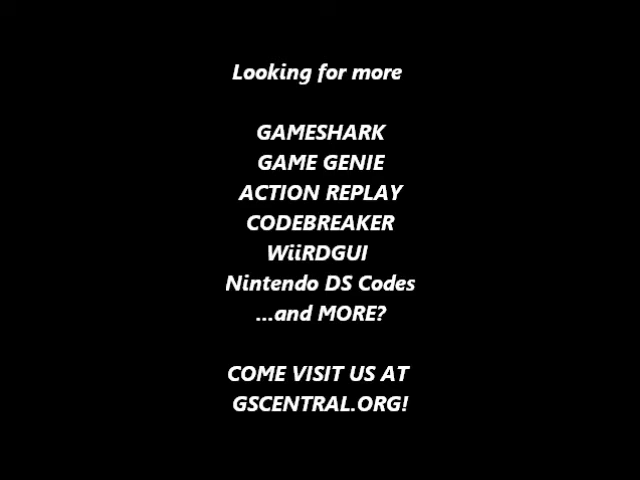 Looking for more
GAMESHARK
GAME GENIE
ACTION REPLAY
CODEBREAKER
WiiRDGUI
Nintendo DS Codes
...and MORE?
COME VISIT US AT
GSCENTRAL.ORG!